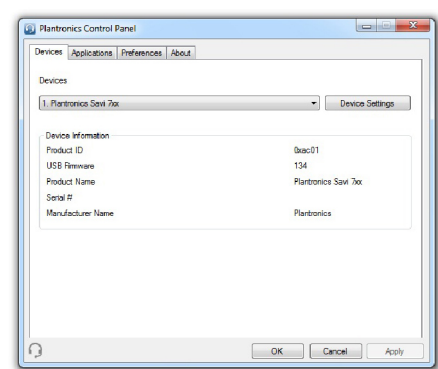 Plantronics Control Panel
Devices Applications Preferences About
Devices
1. Plantronics Savi 7xx Device Settings
Device Information
Product ID 0xac01
USB Firmware 134
Product Name Plantronics Savi 7xx
Serial #
Manufacturer Name Plantronics
OK Cancel Apply